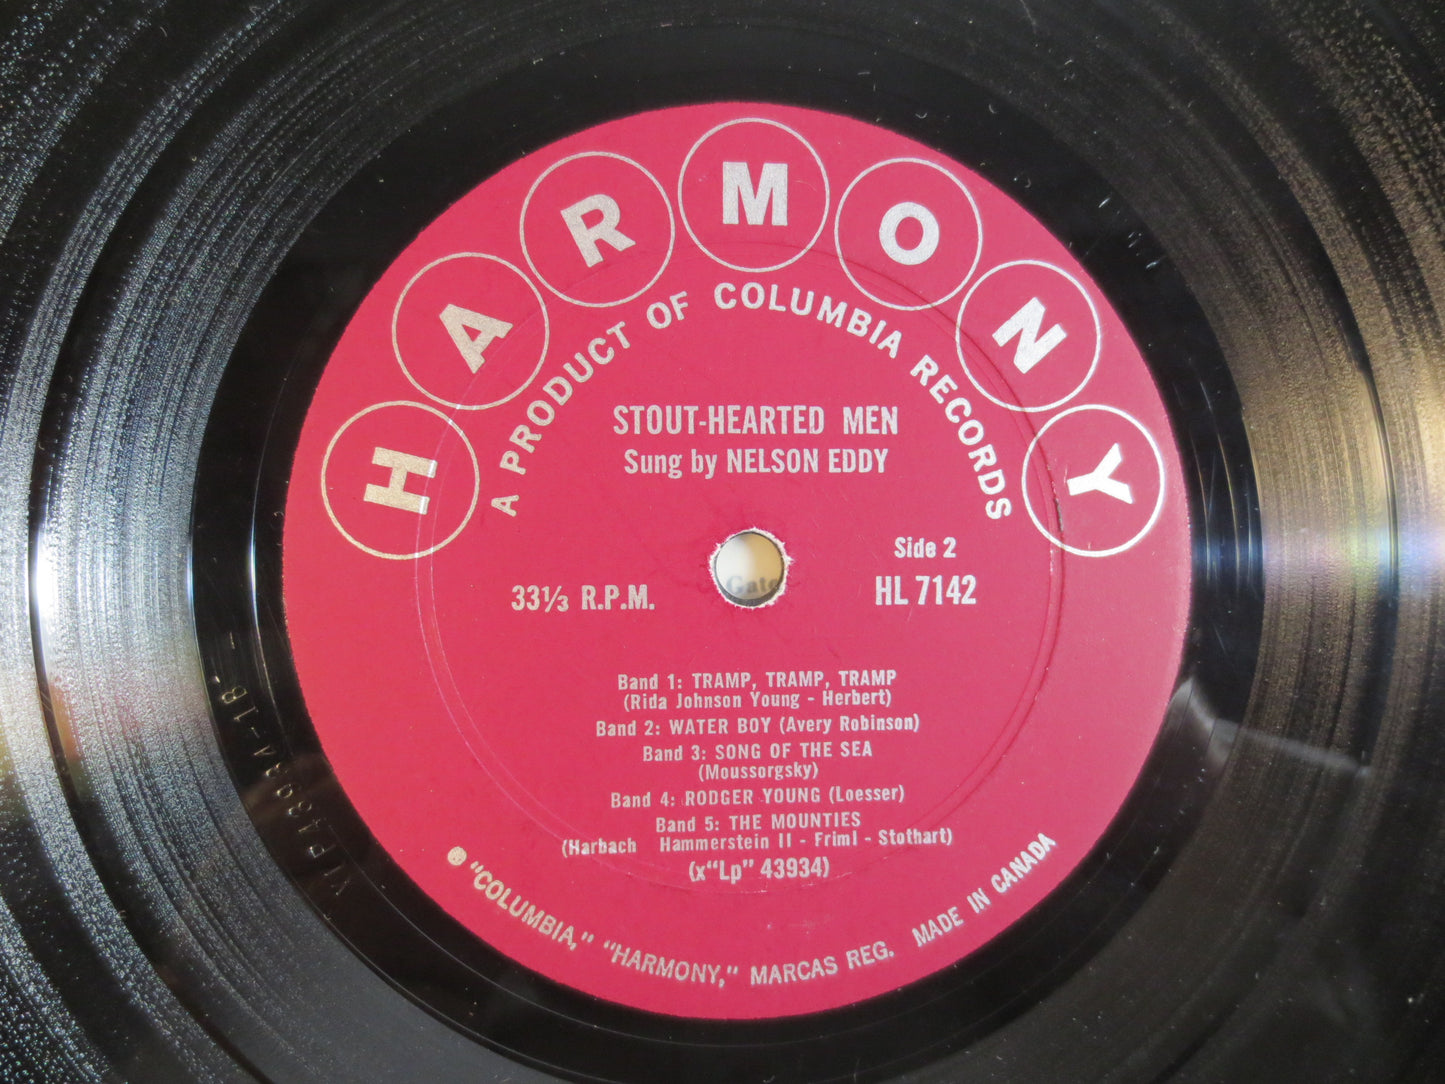 HARMONY
A PRODUCT OF COLUMBIA RECORDS
STOUT-HEARTED MEN
Sung by NELSON EDDY
Side 2
33⅓ R.P.M.
HL 7142
Band 1: TRAMP, TRAMP, TRAMP
(Rida Johnson Young - Herbert)
Band 2: WATER BOY (Avery Robinson)
Band 3: SONG OF THE SEA
(Moussorgsky)
Band 4: RODGER YOUNG (Loesser)
Band 5: THE MOUNTIES
(Harbach Hammerstein II - Friml - Stothart)
(x"Lp" 43934)
"COLUMBIA," "HARMONY," MARCAS REG. MADE IN CANADA